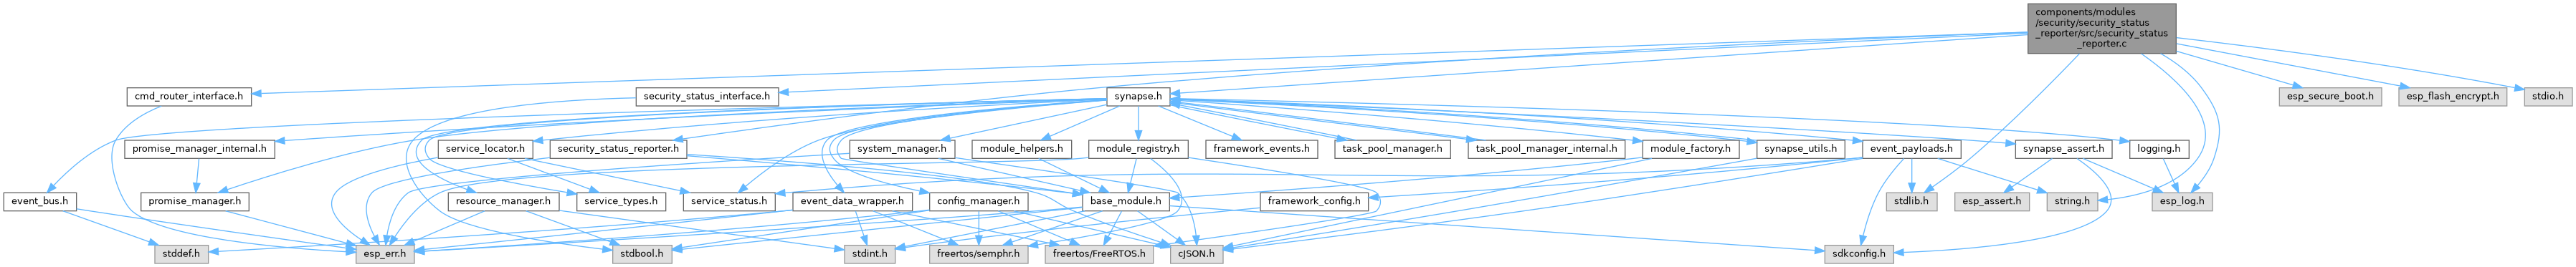 components/modules
/security/security_status
_reporter/src/security_status
_reporter.c
cmd_router_interface.h
security_status_interface.h
synapse.h
esp_secure_boot.h
esp_flash_encrypt.h
stdio.h
promise_manager_internal.h
service_locator.h
security_status_reporter.h
system_manager.h
module_helpers.h
module_registry.h
framework_events.h
task_pool_manager.h
task_pool_manager_internal.h
module_factory.h
synapse_utils.h
event_payloads.h
synapse_assert.h
logging.h
event_bus.h
promise_manager.h
resource_manager.h
service_types.h
service_status.h
event_data_wrapper.h
config_manager.h
base_module.h
framework_config.h
stdlib.h
esp_assert.h
string.h
esp_log.h
stddef.h
esp_err.h
stdbool.h
stdint.h
freertos/semphr.h
freertos/FreeRTOS.h
cJSON.h
sdkconfig.h